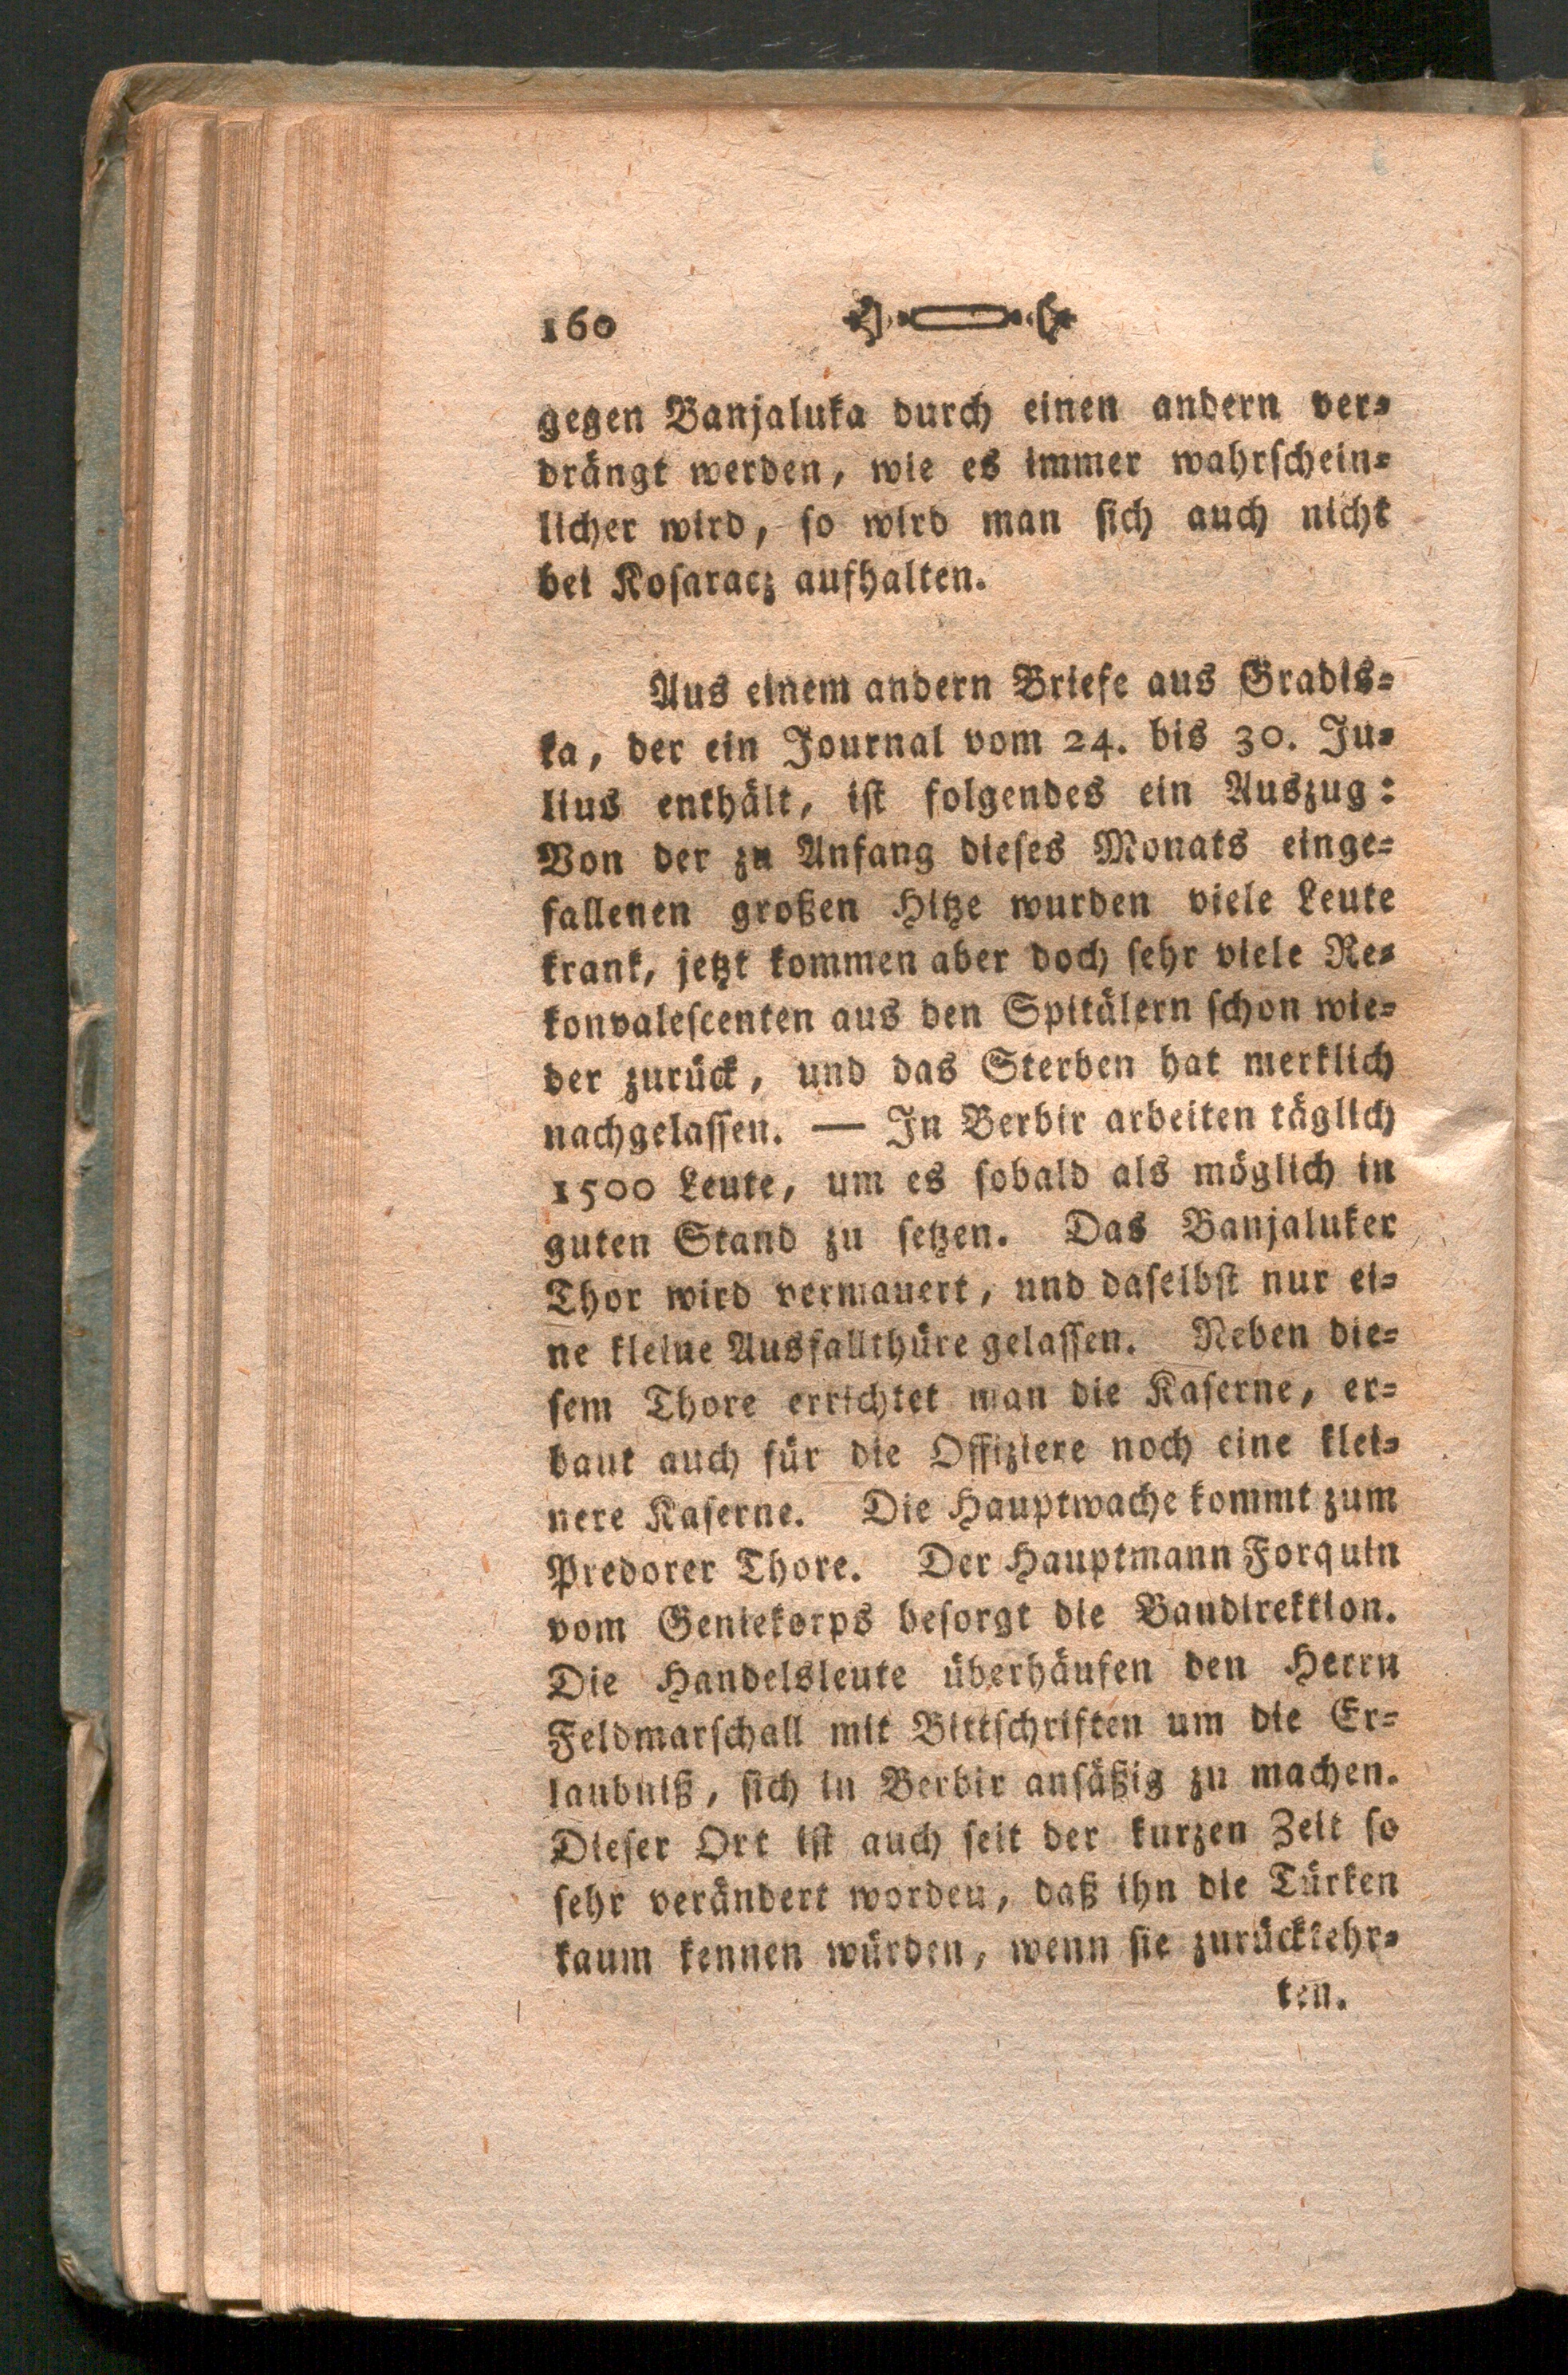 160
gegen Banjaluka durch einen andern ver=
drängt werden, wie es immer wahrschein=
licher wird, so wird man sich auch nicht
bei Kosaracz aufhalten.
Aus einem andern Briefe aus Gradis=
ka, der ein Journal vom 24. bis 30. Ju=
lius enthält, ist folgendes ein Auszug:
Von der zu Anfang dieses Monats einge=
fallenen großen Hitze wurden viele Leute
krank, jetzt kommen aber doch sehr viele Re=
konvalescenten aus den Spitälern schon wie=
der zurück, und das Sterben hat merklich
nachgelassen. — In Berbir arbeiten täglich
1500 Leute, um es sobald als möglich in
guten Stand zu setzen. Das Banjaluker
Thor wird vermauert, und daselbst nur ei=
ne kleine Ausfallthüre gelassen. Neben die=
sem Thore errichtet man die Kaserne, er=
baut auch für die Offiziere noch eine klei=
nere Kaserne. Die Hauptwache kommt zum
Predorer Thore. Der Hauptmann Forquin
vom Geniekorps besorgt die Baudirektion.
Die Handelsleute überhäufen den Herrn
Feldmarschall mit Bittschriften um die Er=
laubniß, sich in Berbir ansäßig zu machen.
Dieser Ort ist auch seit der kurzen Zeit so
sehr verändert worden, daß ihn die Türken
kaum kennen würden, wenn sie zurückkehr=
ten.